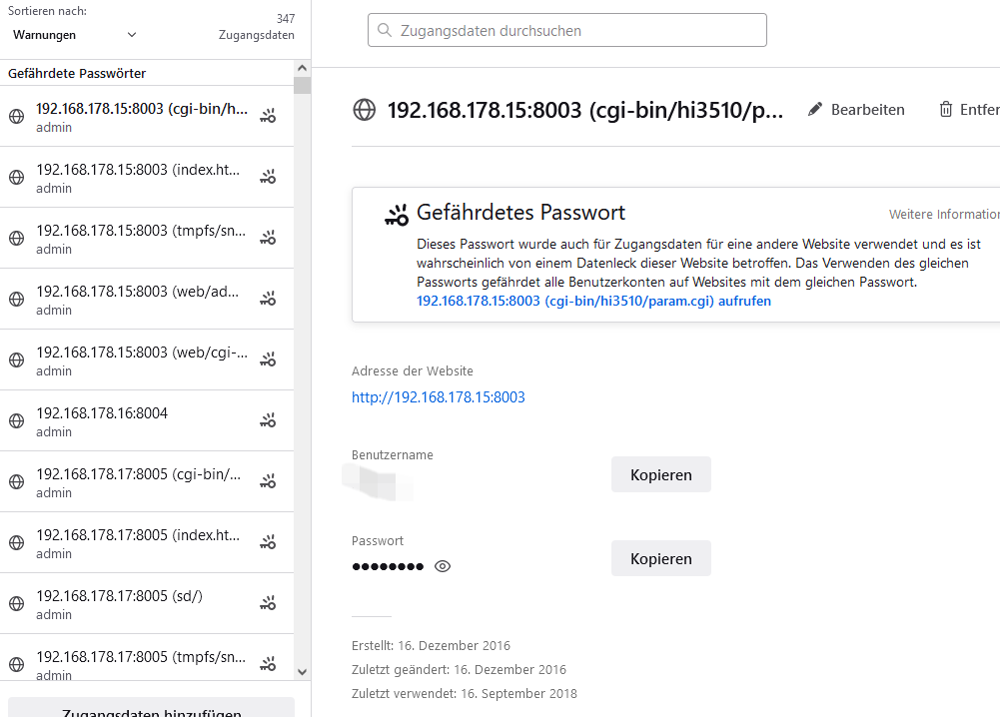 Sortieren nach:
Warnungen
347
Zugangsdaten
Gefährdete Passwörter
192.168.178.15:8003 (cgi-bin/h...
admin
192.168.178.15:8003 (index.ht...
admin
192.168.178.15:8003 (tmpfs/sn...
admin
192.168.178.15:8003 (web/ad...
admin
192.168.178.15:8003 (web/cgi-...
admin
192.168.178.16:8004
admin
192.168.178.17:8005 (cgi-bin/...
admin
192.168.178.17:8005 (index.ht...
admin
192.168.178.17:8005 (sd/)
admin
192.168.178.17:8005 (tmpfs/sn...
admin
Zugangsdaten hinzufügen
Zugangsdaten durchsuchen
192.168.178.15:8003 (cgi-bin/hi3510/p...
Bearbeiten
Entfer
Gefährdetes Passwort
Weitere Information
Dieses Passwort wurde auch für Zugangsdaten für eine andere Website verwendet und es ist
wahrscheinlich von einem Datenleck dieser Website betroffen. Das Verwenden des gleichen
Passworts gefährdet alle Benutzerkonten auf Websites mit dem gleichen Passwort.
192.168.178.15:8003 (cgi-bin/hi3510/param.cgi) aufrufen
Adresse der Website
http://192.168.178.15:8003
Benutzername
Kopieren
Passwort
Kopieren
Erstellt: 16. Dezember 2016
Zuletzt geändert: 16. Dezember 2016
Zuletzt verwendet: 16. September 2018